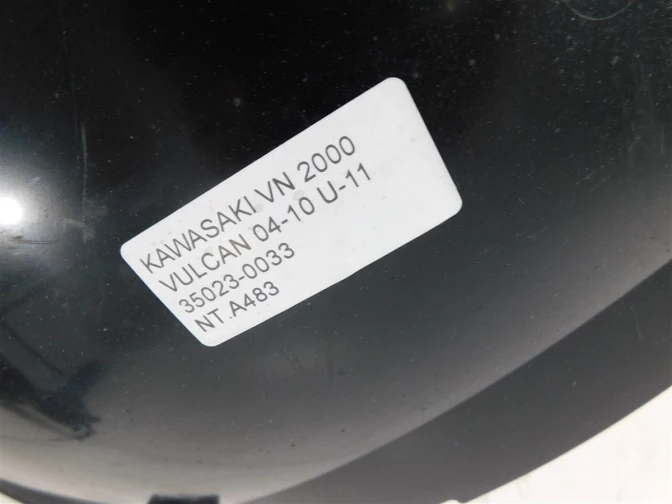 KAWASAKI VN 2000
VULCAN 04-10 U-11
35023-0033
NT.A483